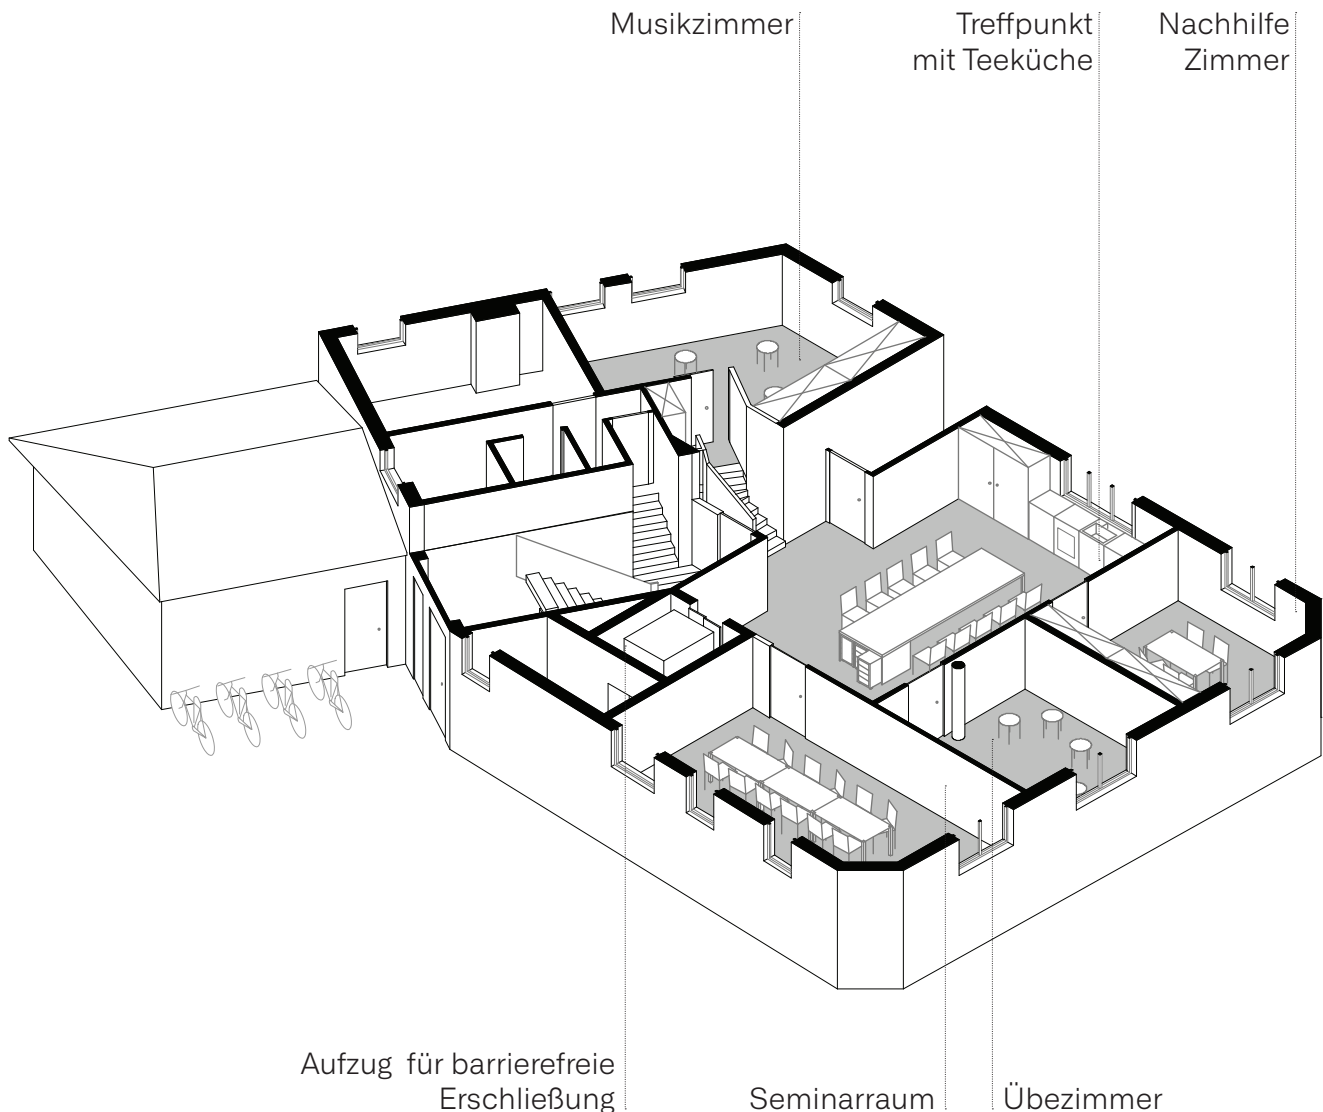 Musikzimmer
Treffpunkt
mit Teeküche
Nachhilfe
Zimmer
Aufzug für barrierefreie
Erschließung
Seminarraum
Übezimmer